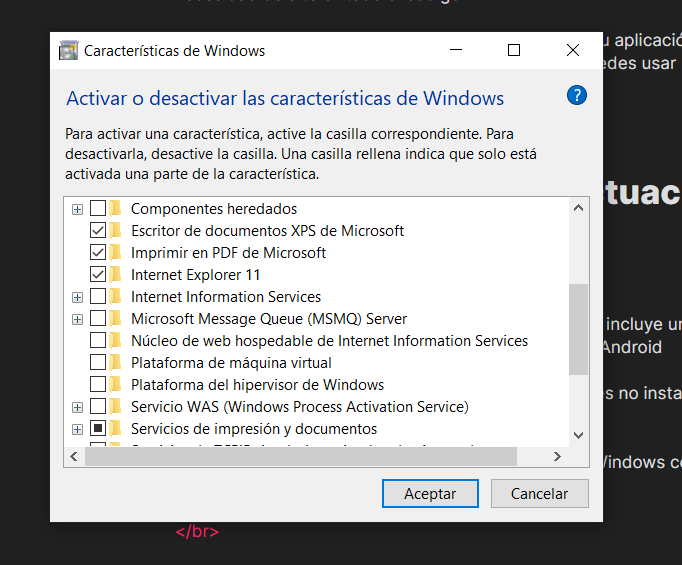 Características de Windows
u aplicació
edes usar
Activar o desactivar las características de Windows
?
Para activar una característica, active la casilla correspondiente. Para
desactivarla, desactive la casilla. Una casilla rellena indica que solo está
activada una parte de la característica.
tuac
Componentes heredados
Escritor de documentos XPS de Microsoft
Imprimir en PDF de Microsoft
Internet Explorer 11
Internet Information Services
Microsoft Message Queue (MSMQ) Server
incluye un
Núcleo de web hospedable de Internet Information Services
Android
Plataforma de máquina virtual
Plataforma del hipervisor de Windows
s no insta
Servicio WAS (Windows Process Activation Service)
Servicios de impresión y documentos
Windows co
Aceptar
Cancelar
</br>